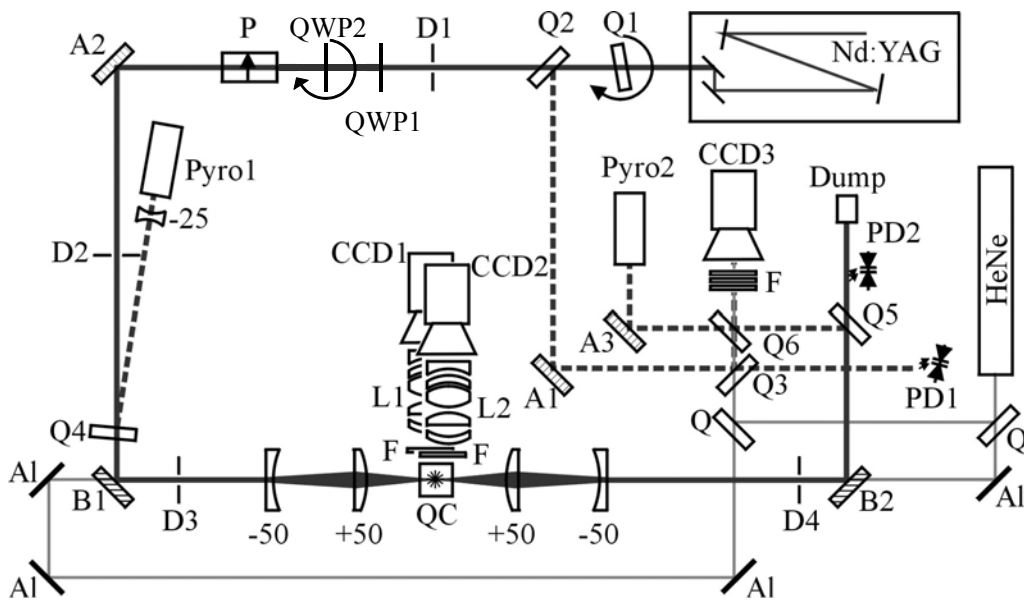 A2
P
QWP2
D1
Q2
Q1
Nd:YAG
QWP1
Pyro1
-25
D2
CCD1
CCD2
Pyro2
CCD3
Dump
PD2
HeNe
F
A3
Q6
Q5
A1
Q3
PD1
L1
L2
Q4
Q
Q
F
F
Al
B1
D3
-50
+50
QC
+50
-50
D4
B2
Al
Al
Al